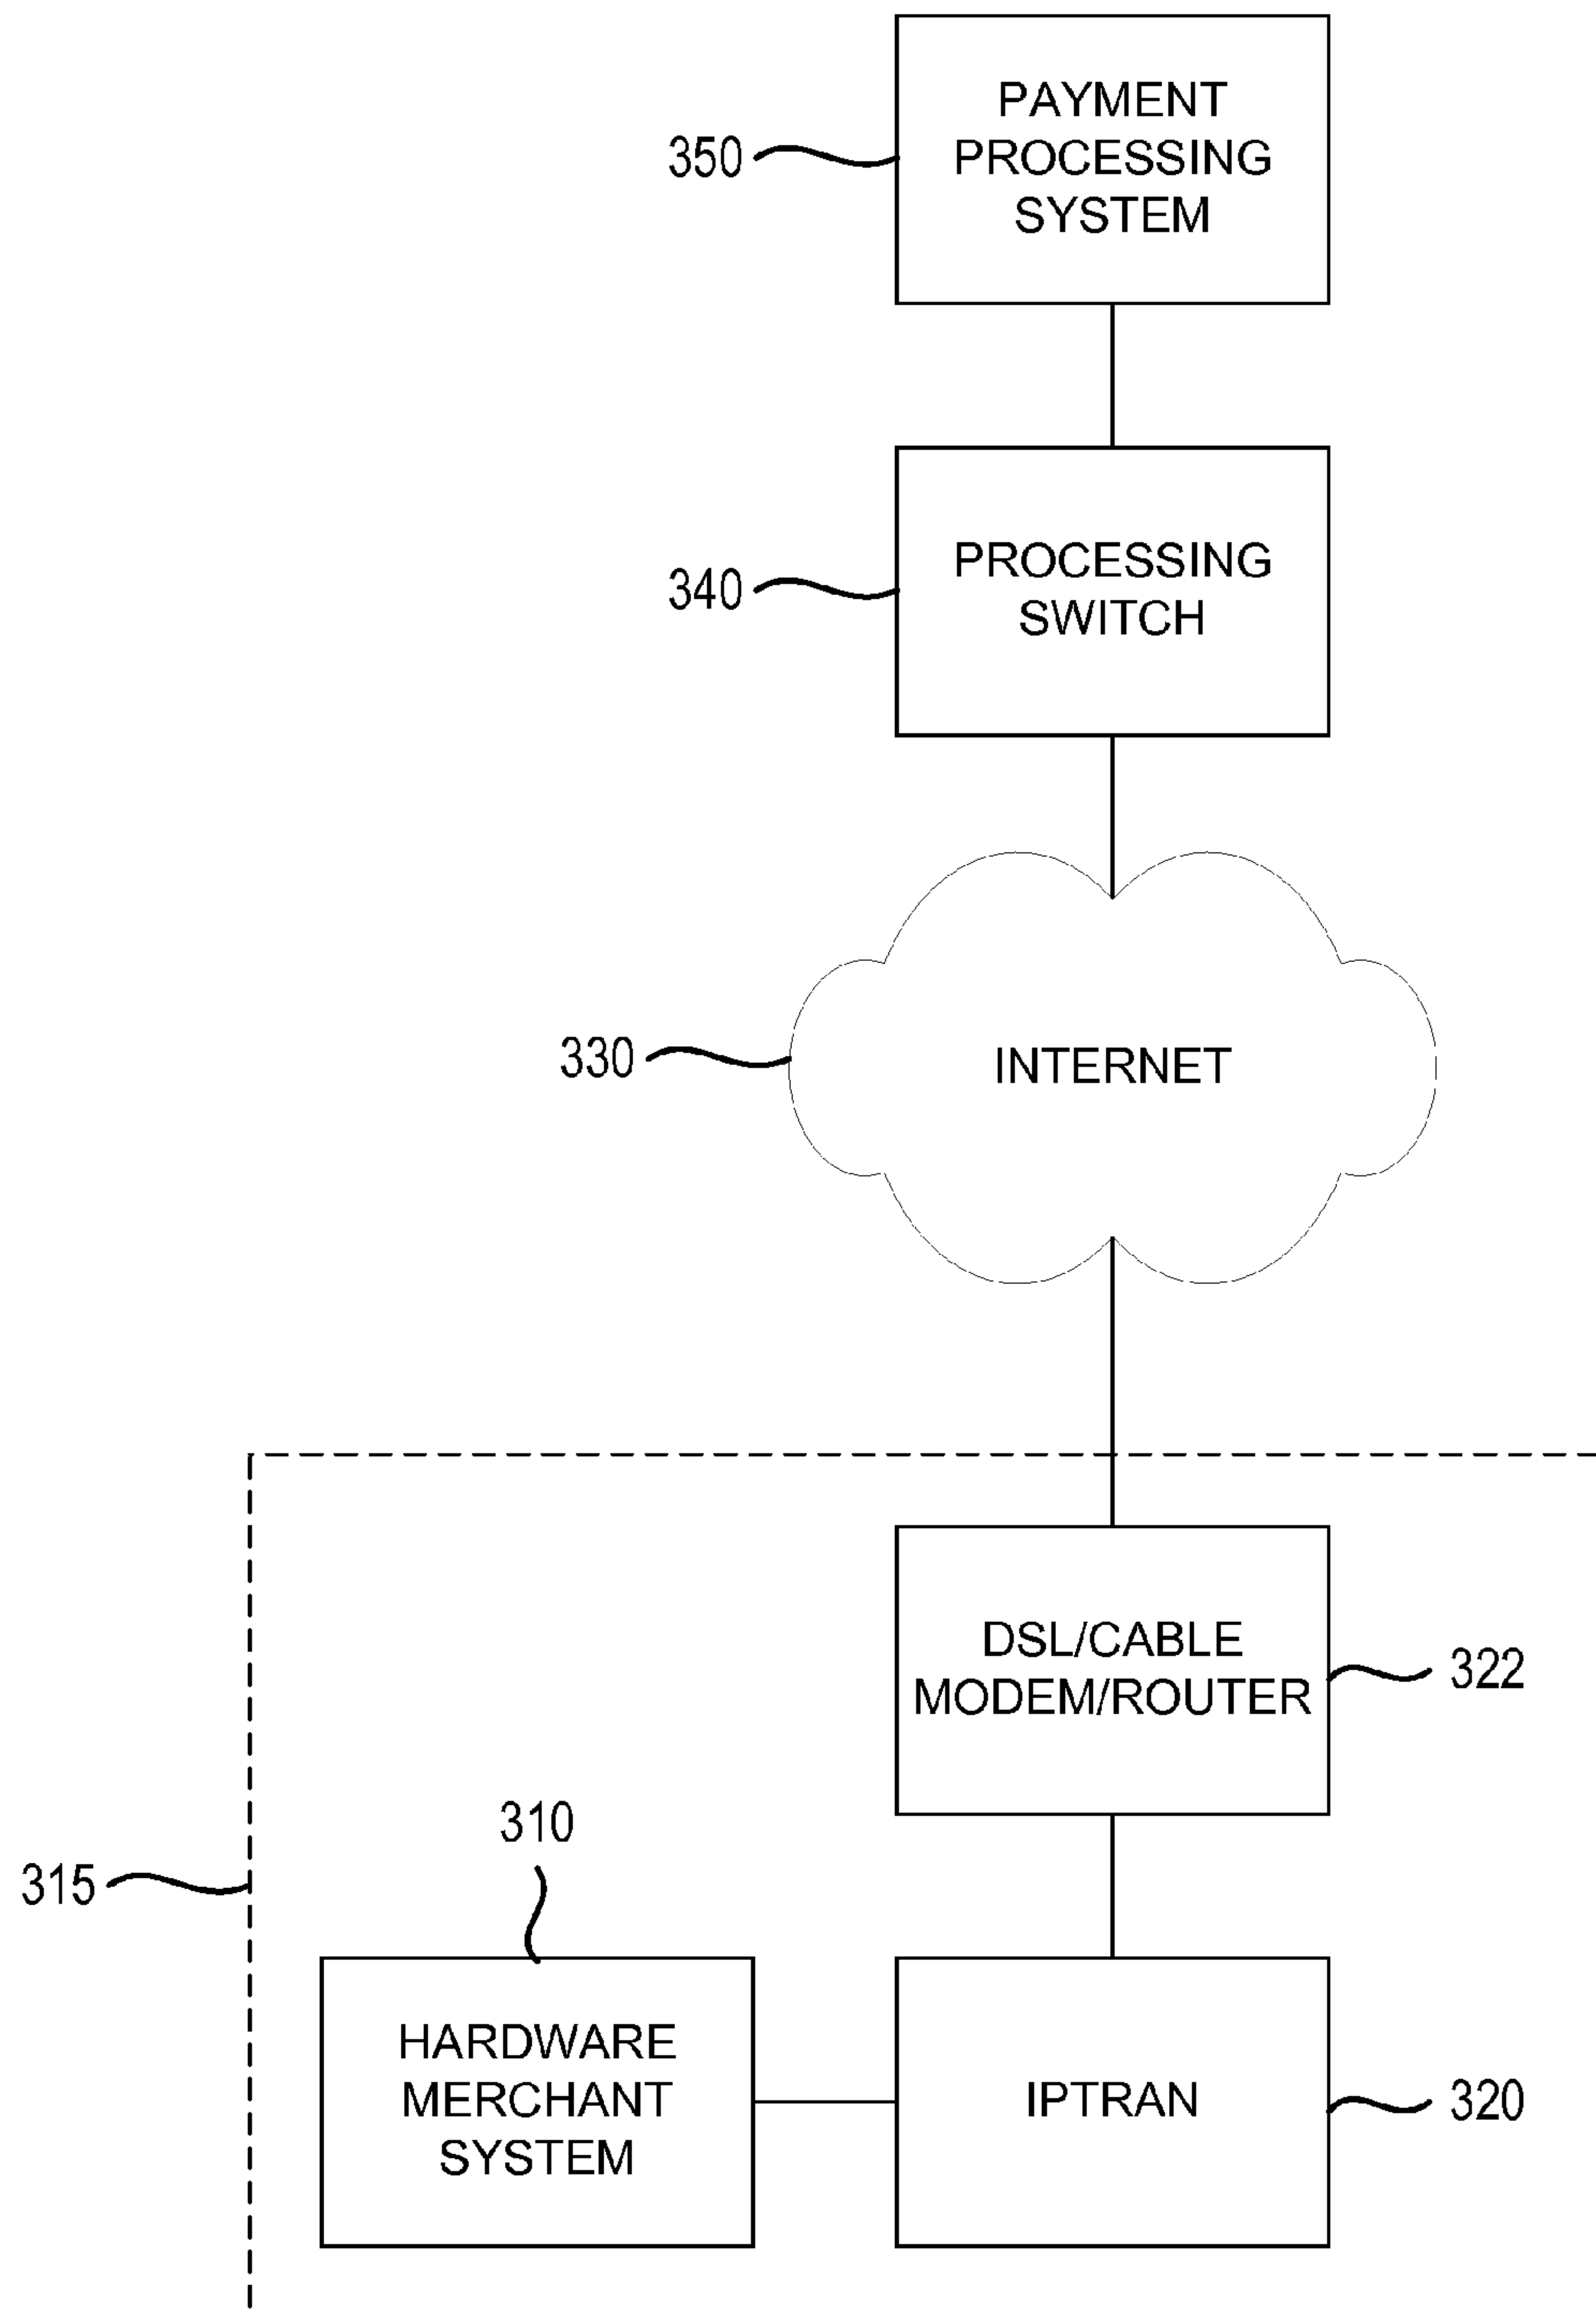 PAYMENT
PROCESSING
SYSTEM
350
PROCESSING
SWITCH
340
INTERNET
330
DSL/CABLE
MODEM/ROUTER
322
310
315
HARDWARE
MERCHANT
SYSTEM
IPTRAN
320